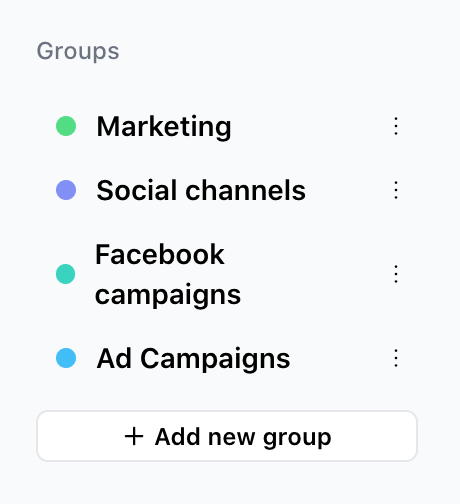 Groups
Marketing
Social channels
Facebook
campaigns
Ad Campaigns
+ Add new group